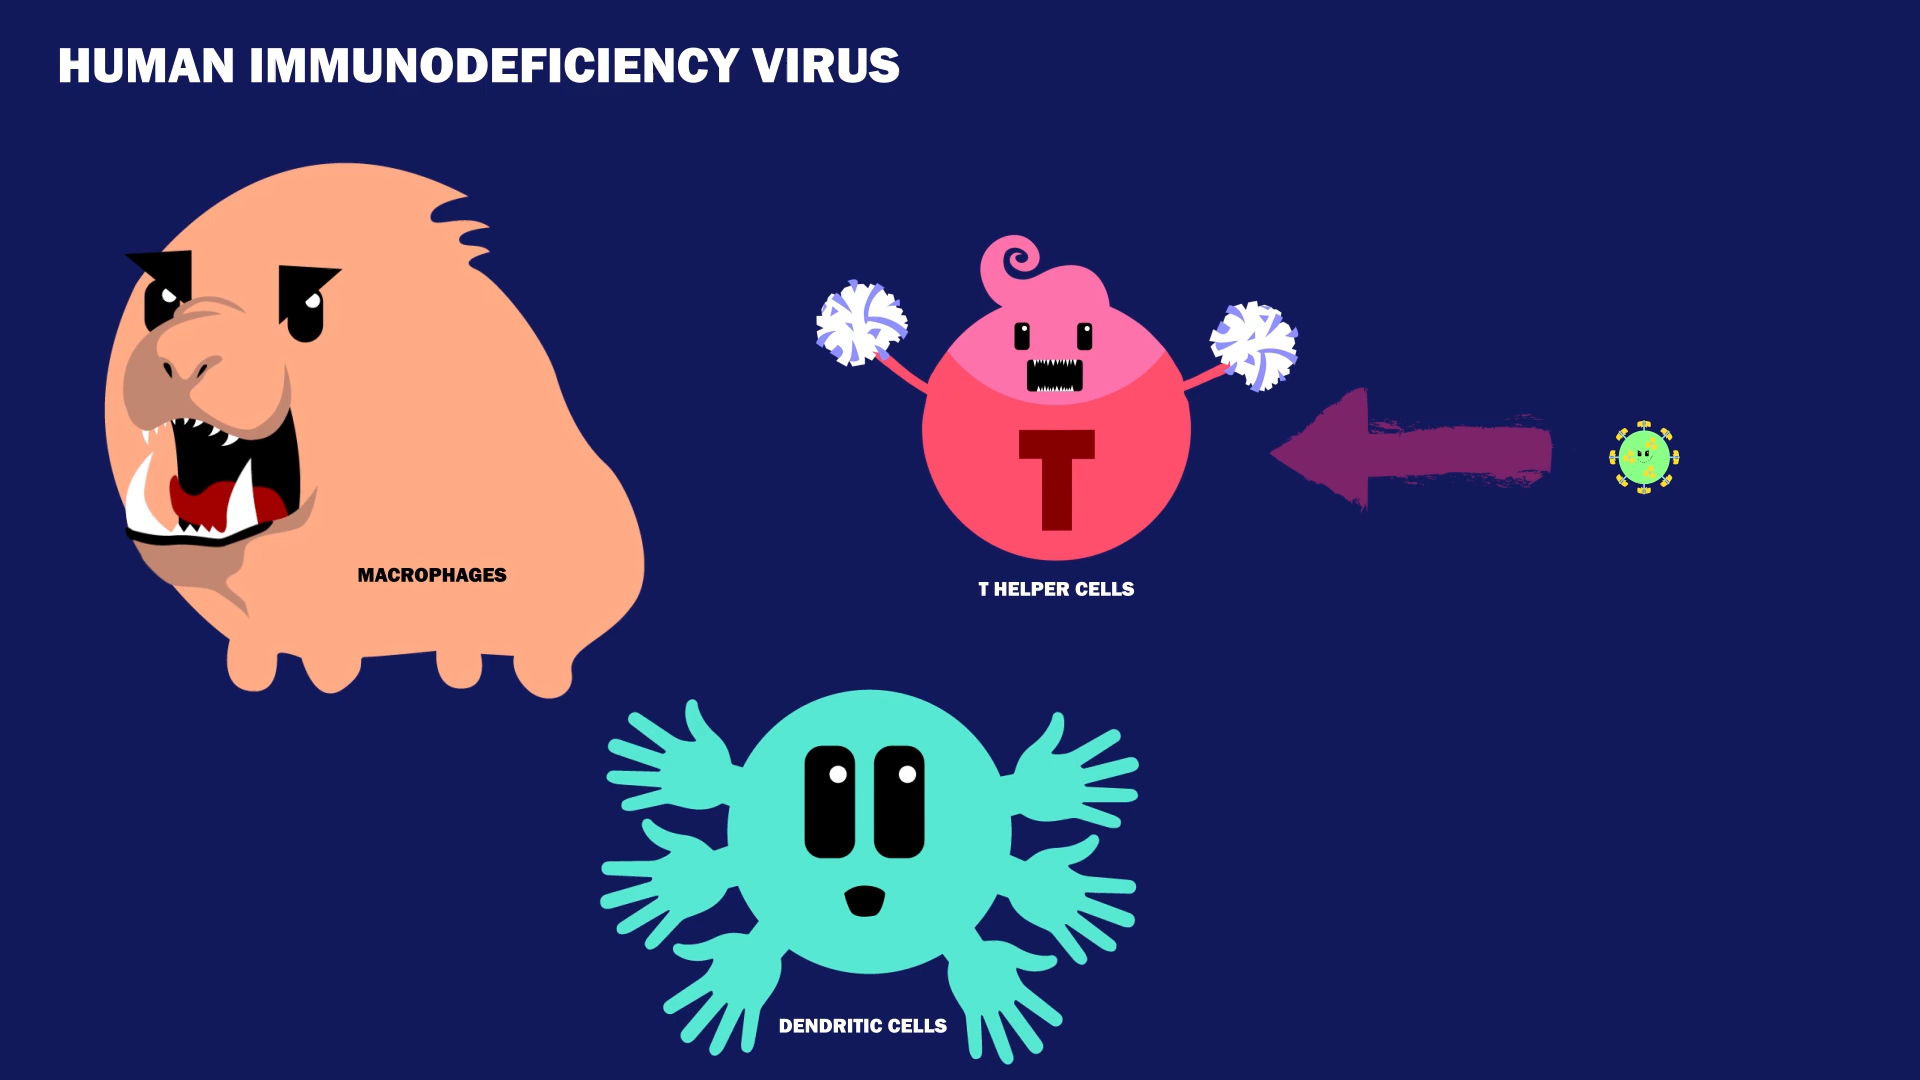 HUMAN IMMUNODEFICIENCY VIRUS
T
MACROPHAGES
T HELPER CELLS
DENDRITIC CELLS